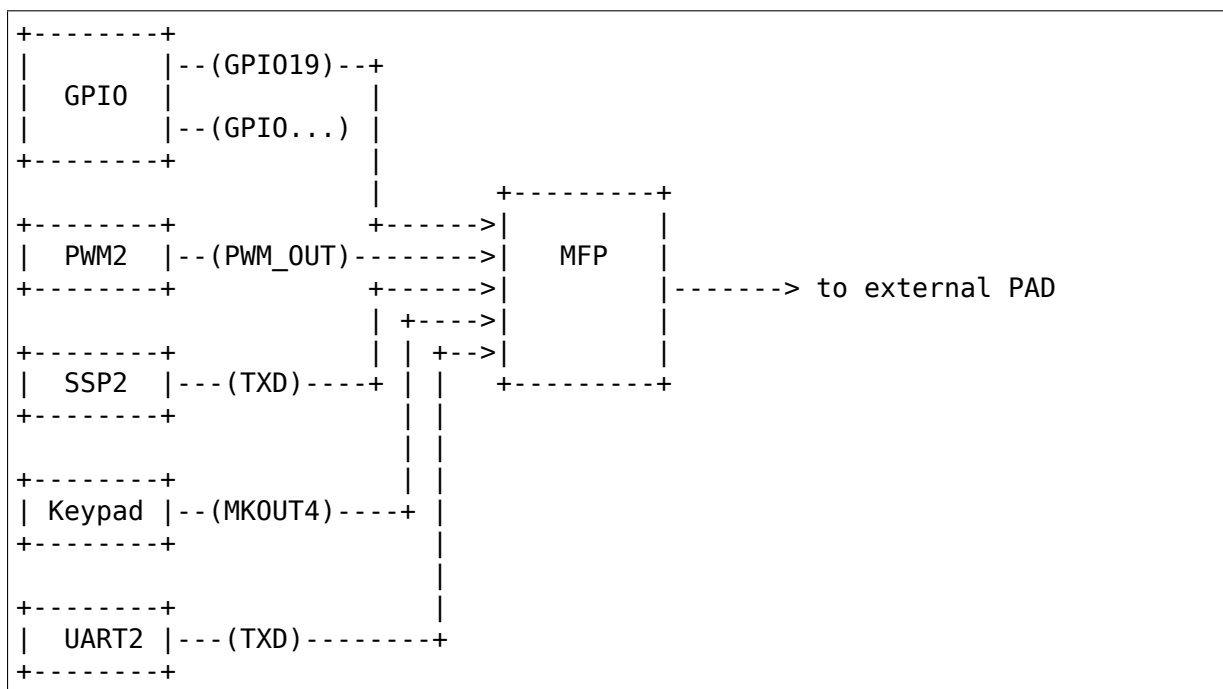 +--------+
|        |--(GPIO19)--+
|  GPIO  |            |
|        |--(GPIO...) |
+--------+            |
                      |       +---------+
+--------+            +------>|         |
|  PWM2  |--(PWM_OUT)-------->|   MFP   |
+--------+            +------>|         |-------> to external PAD
                      | +---->|         |
+--------+            | | +-->|         |
|  SSP2  |---(TXD)----+ | |   +---------+
+--------+              | |
                        | |
+--------+              | |
| Keypad |--(MKOUT4)----+ |
+--------+                |
                          |
+--------+                |
|  UART2 |---(TXD)--------+
+--------+